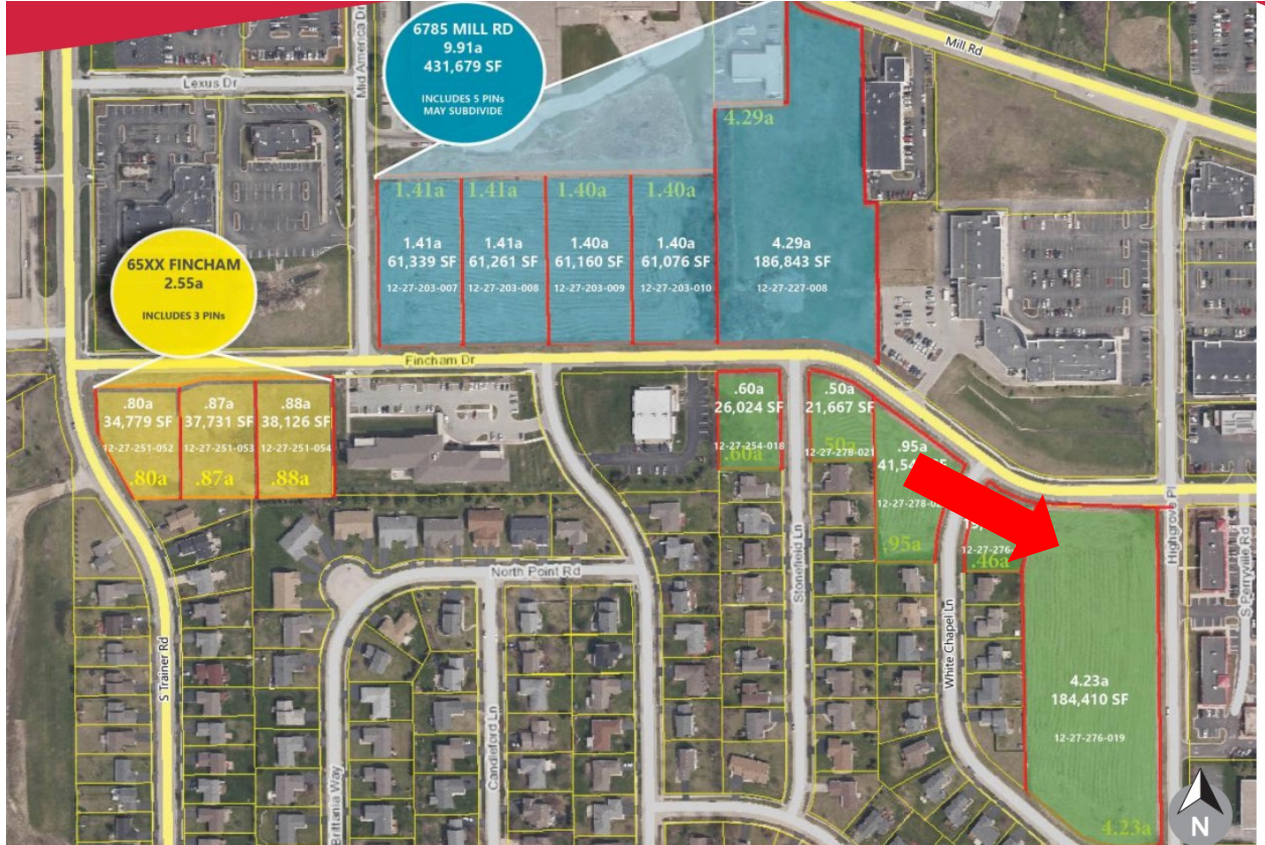 6785 MILL RD
9.91a
431,679 SF
INCLUDES 5 PINs
MAY SUBDIVIDE
Mill Rd
Lexus Dr
Mid America Dr
4.29a
1.41a
1.41a
1.40a
1.40a
1.41a
61,339 SF
12-27-203-007
1.41a
61,261 SF
12-27-203-008
1.40a
61,160 SF
12-27-203-009
1.40a
61,076 SF
12-27-203-010
4.29a
186,843 SF
12-27-227-008
65XX FINCHAM
2.55a
INCLUDES 3 PINs
Fincham Dr
.80a
34,779 SF
12-27-251-052
.80a
.87a
37,731 SF
12-27-251-053
.87a
.88a
38,126 SF
12-27-251-054
.88a
.60a
26,024 SF
12-27-254-018
.60a
.50a
21,667 SF
12-27-278-021
.50a
.95a
.95a
.46a
Highgrove Pl
S Perryville Rd
North Point Rd
Stonefield Ln
White Chapel Ln
S Trainer Rd
Brittania Way
Candleford Ln
4.23a
184,410 SF
12-27-276-019
4.23a
N